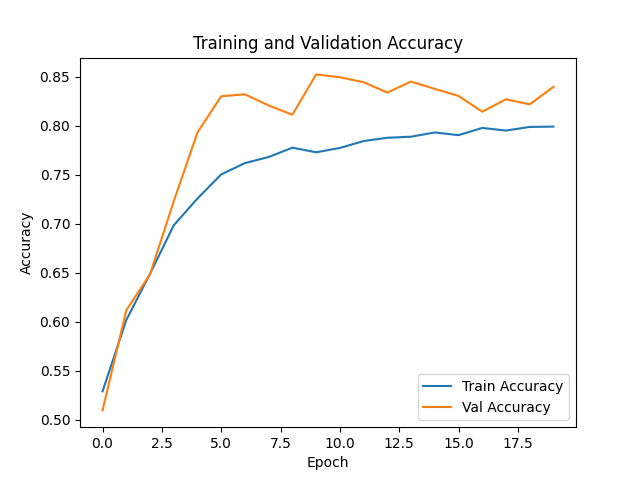 Training and Validation Accuracy
Accuracy
0.85
0.80
0.75
0.70
0.65
0.60
0.55
0.50
Train Accuracy
Val Accuracy
0.0 2.5 5.0 7.5 10.0 12.5 15.0 17.5
Epoch